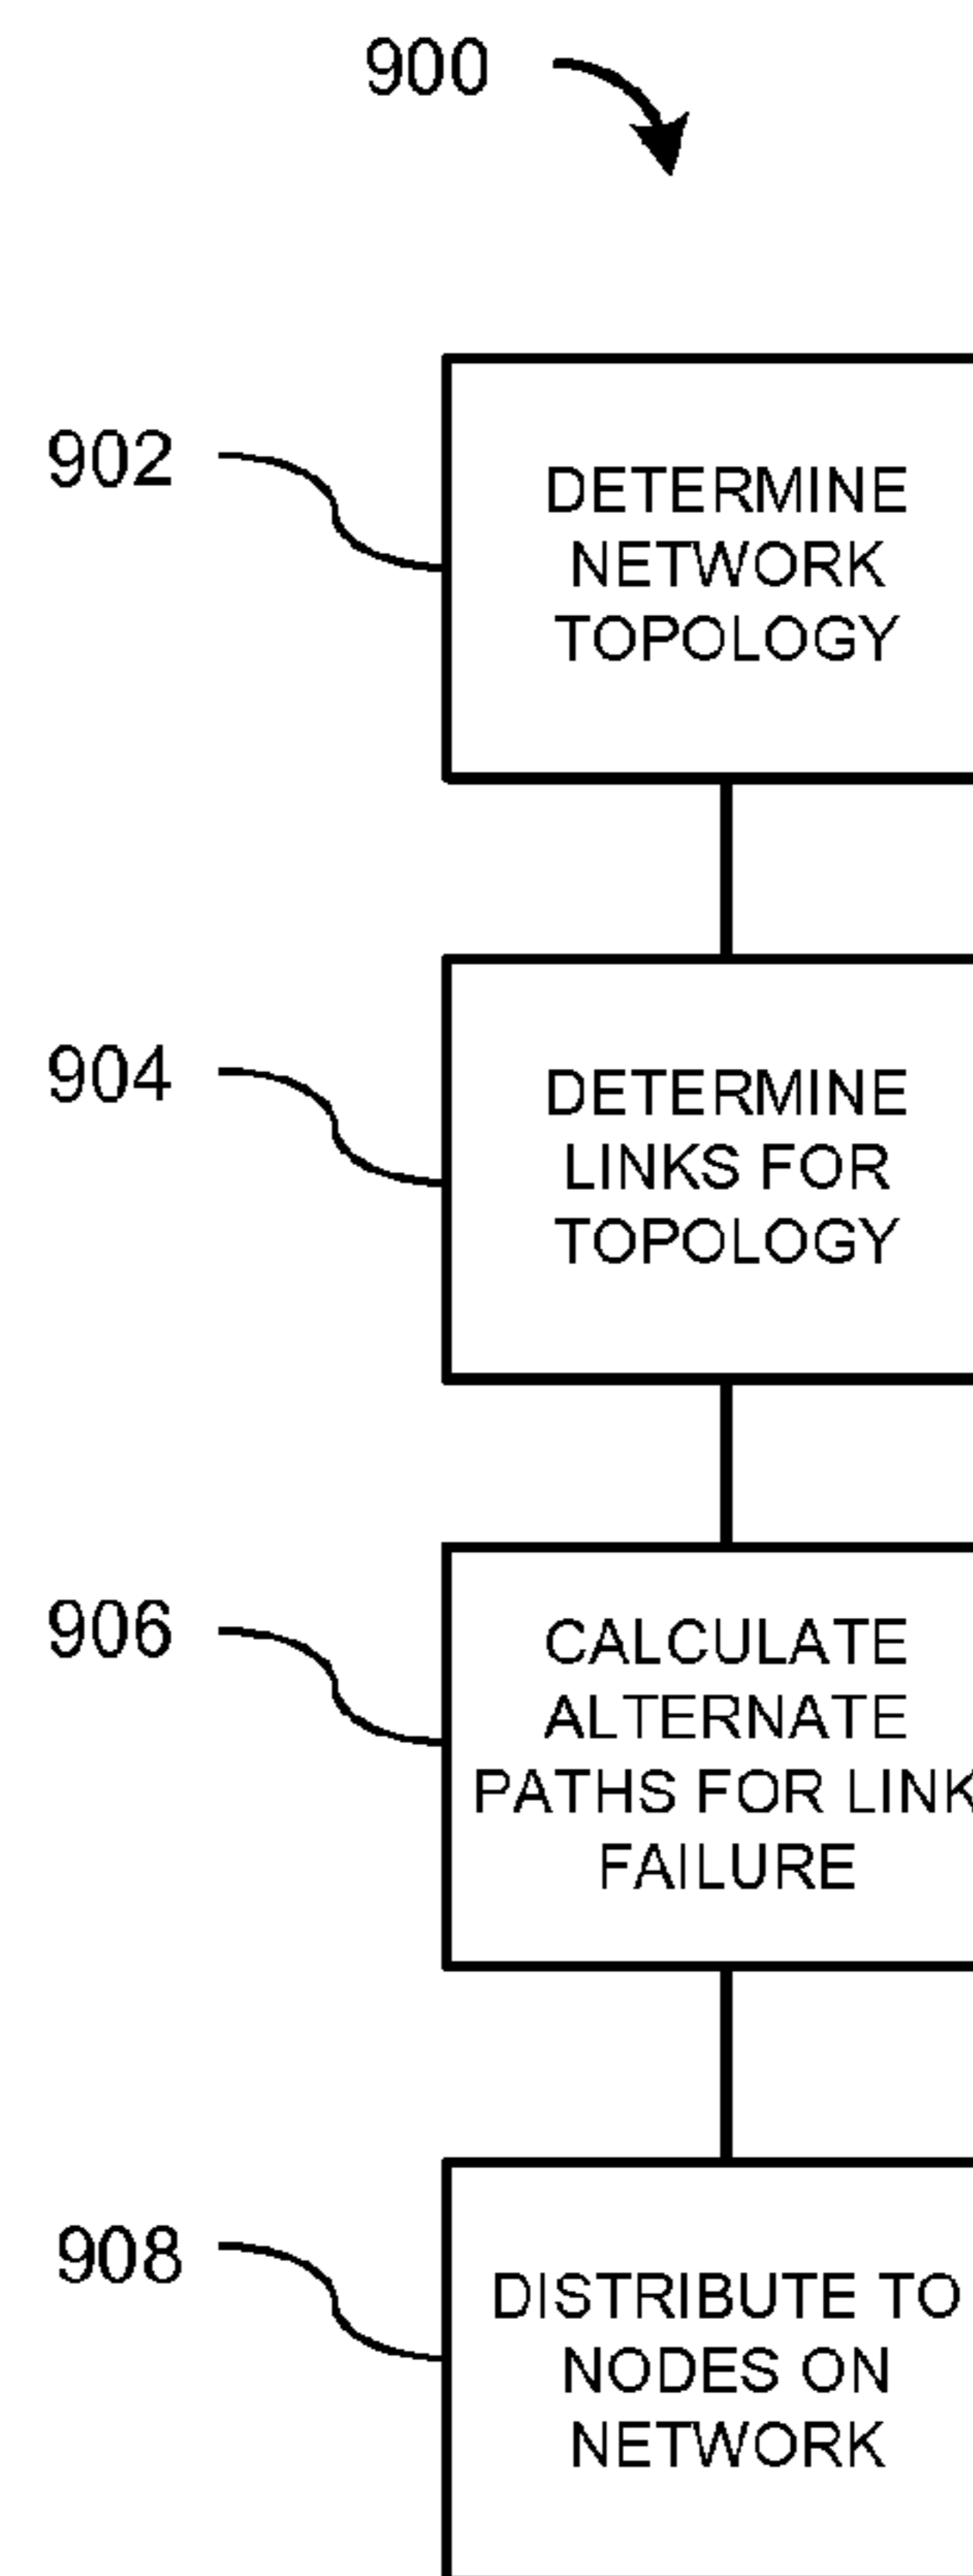 900
902
DETERMINE
NETWORK
TOPOLOGY
904
DETERMINE
LINKS FOR
TOPOLOGY
906
CALCULATE
ALTERNATE
PATHS FOR LINK
FAILURE
908
DISTRIBUTE TO
NODES ON
NETWORK